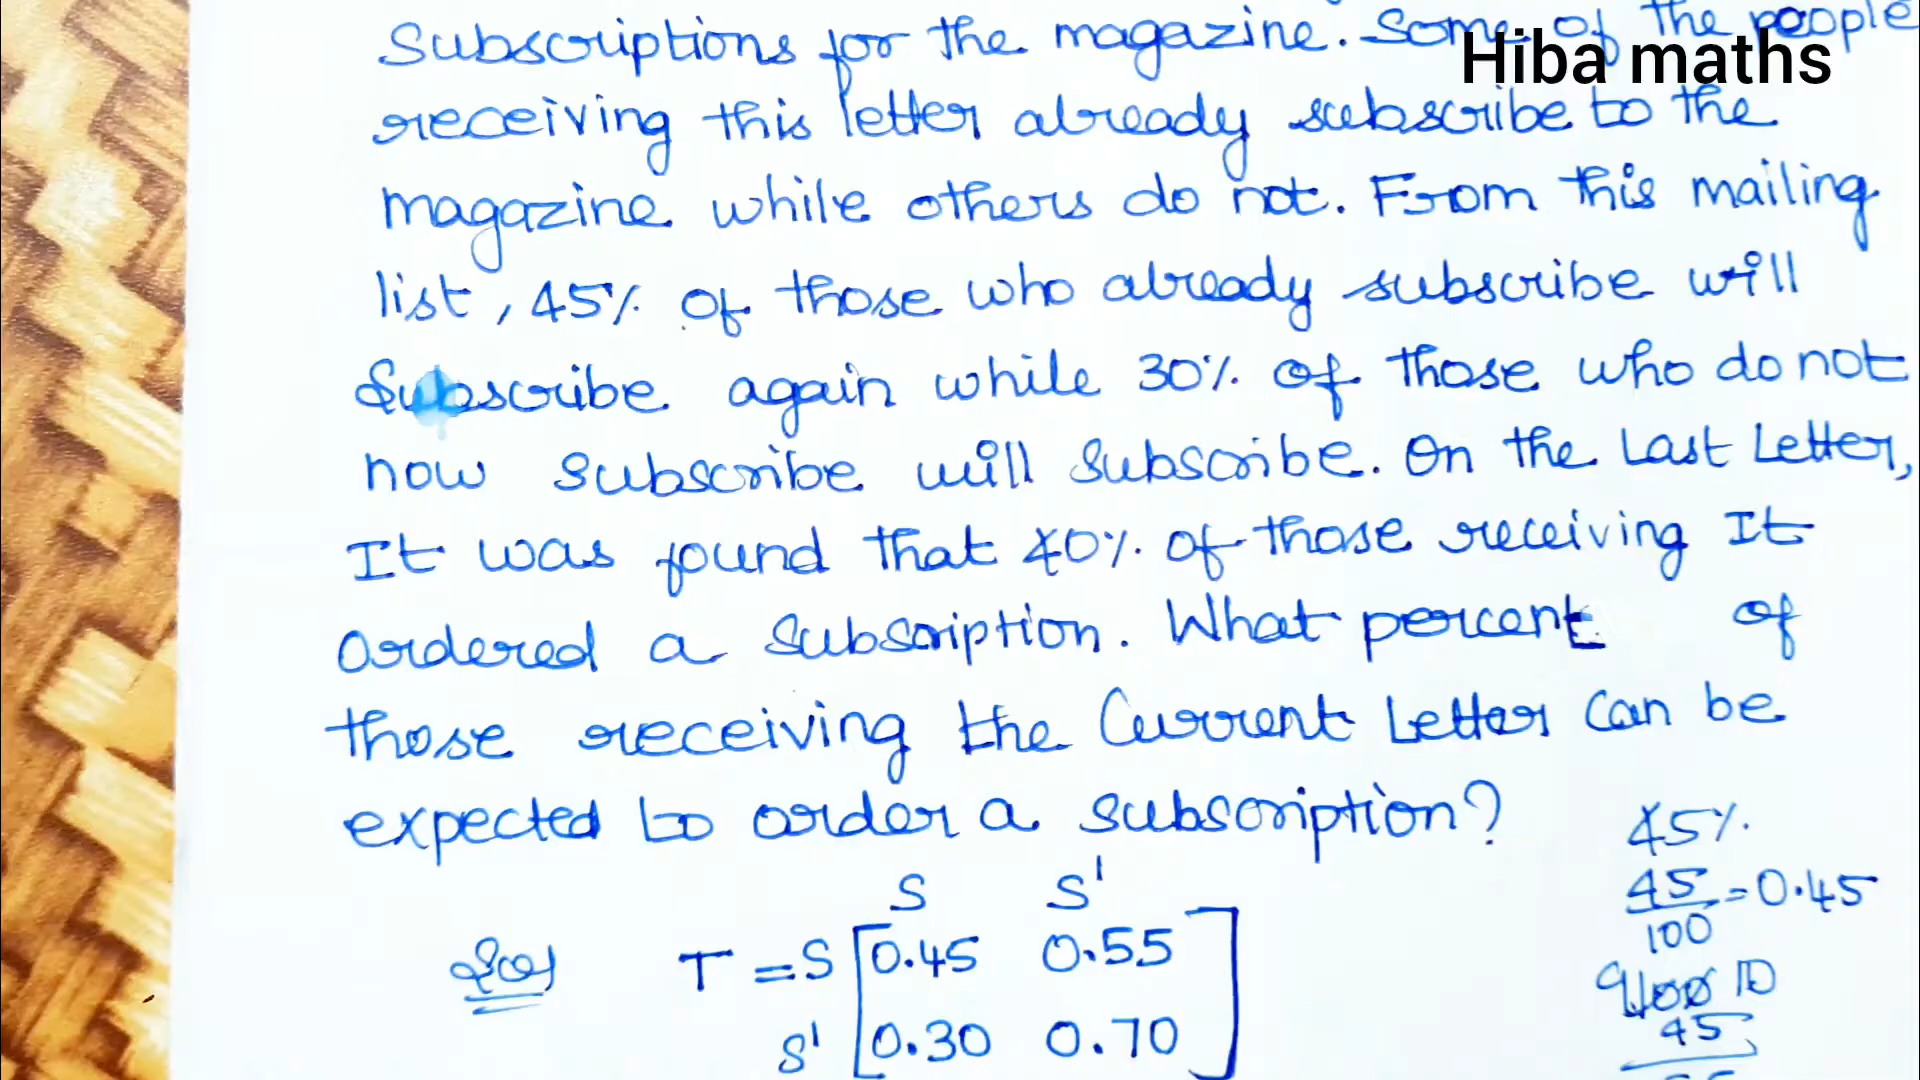 Subscriptions for the magazine. Some of the people
Hiba maths
receiving this letter already subscribe to the
magazine while others do not. From this mailing
list, 45% of those who already subscribe will
Subscribe again while 30% of those who do not
now subscribe will Subscribe. On the Last Letter,
It was found that 40% of those receiving It
ordered a Subscription. What percent of
those receiving the Current Letter can be
expected to order a subscription?
45%
S S'
45/100 = 0.45
Sol T = S [0.45 0.55
S' 0.30 0.70]
45